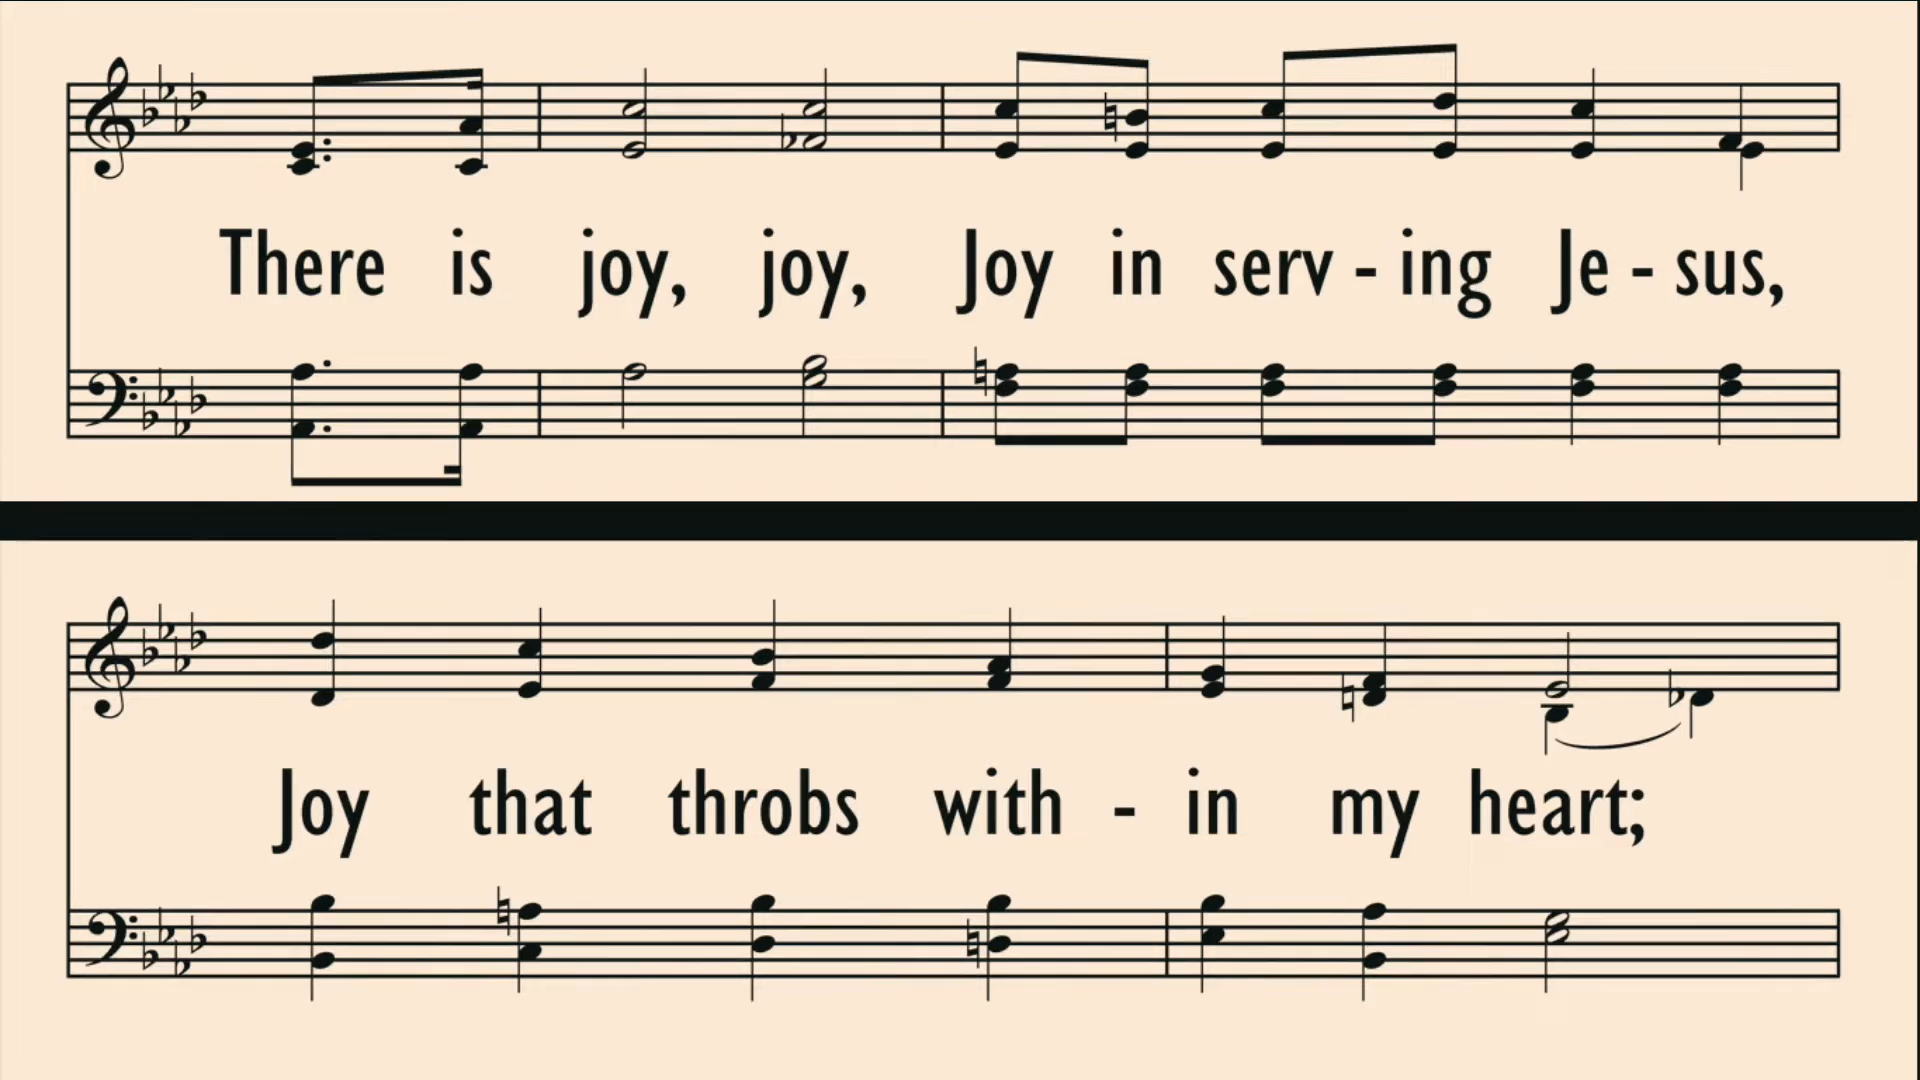 There is joy, joy, Joy in serv - ing Je - sus,
Joy that throbs with - in my heart;